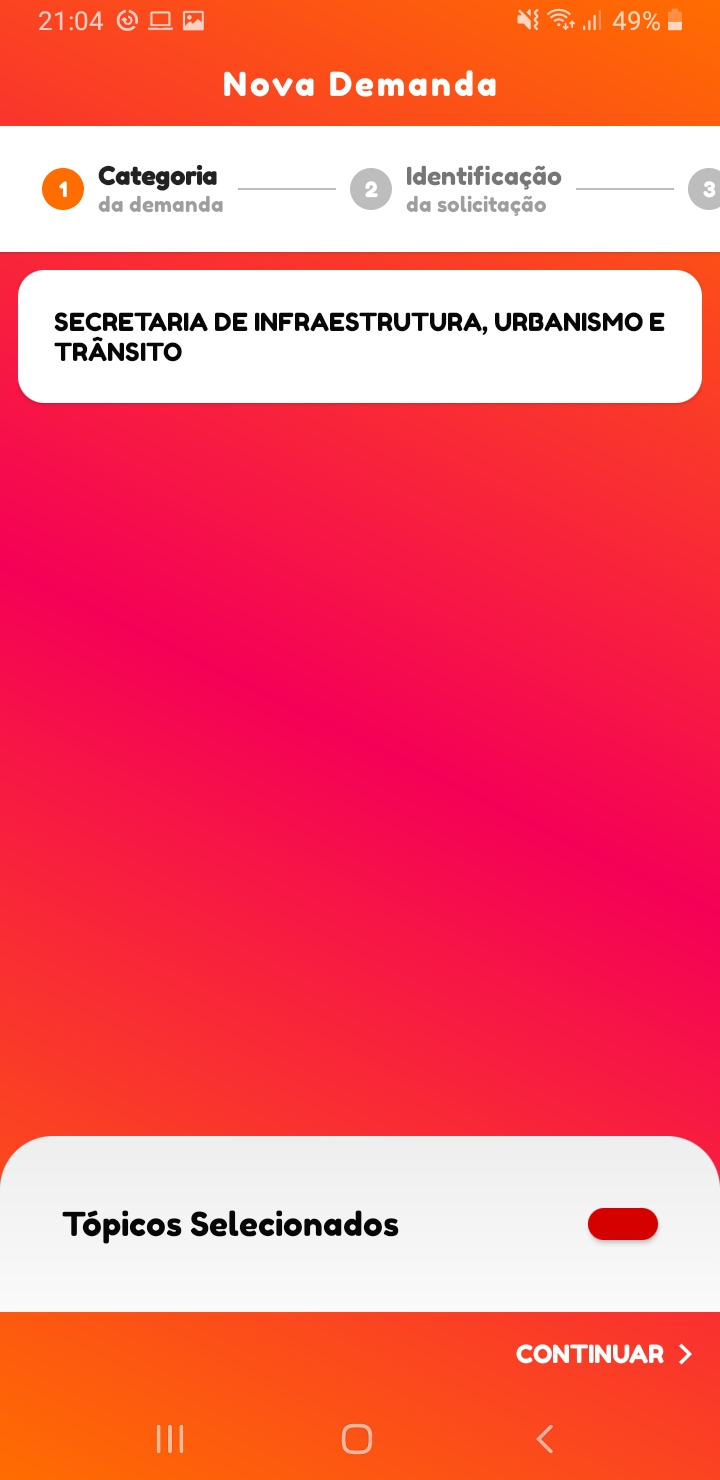 21:04
49%
Nova Demanda
1
Categoria
da demanda
2
Identificação
da solicitação
3
SECRETARIA DE INFRAESTRUTURA, URBANISMO E
TRÂNSITO
Tópicos Selecionados
CONTINUAR